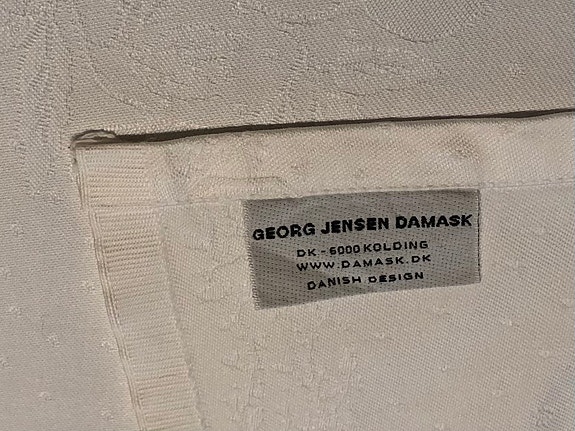 GEORG JENSEN DAMASK
DK - 6000 KOLDING
WWW.DAMASK.DK
DANISH DESIGN